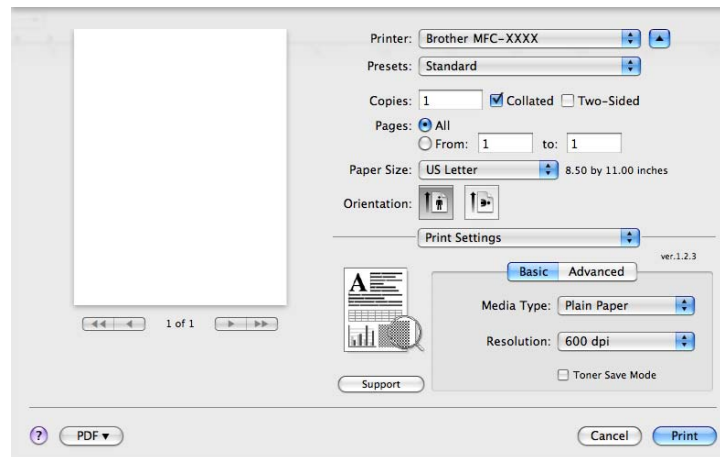 Printer: Brother MFC-XXXX
Presets: Standard
Copies: 1 Collated Two-Sided
Pages: All
From: 1 to: 1
Paper Size: US Letter 8.50 by 11.00 inches
Orientation:
Print Settings
ver.1.2.3
Basic Advanced
A
Media Type: Plain Paper
1 of 1
Resolution: 600 dpi
Toner Save Mode
Support
? PDF Cancel Print